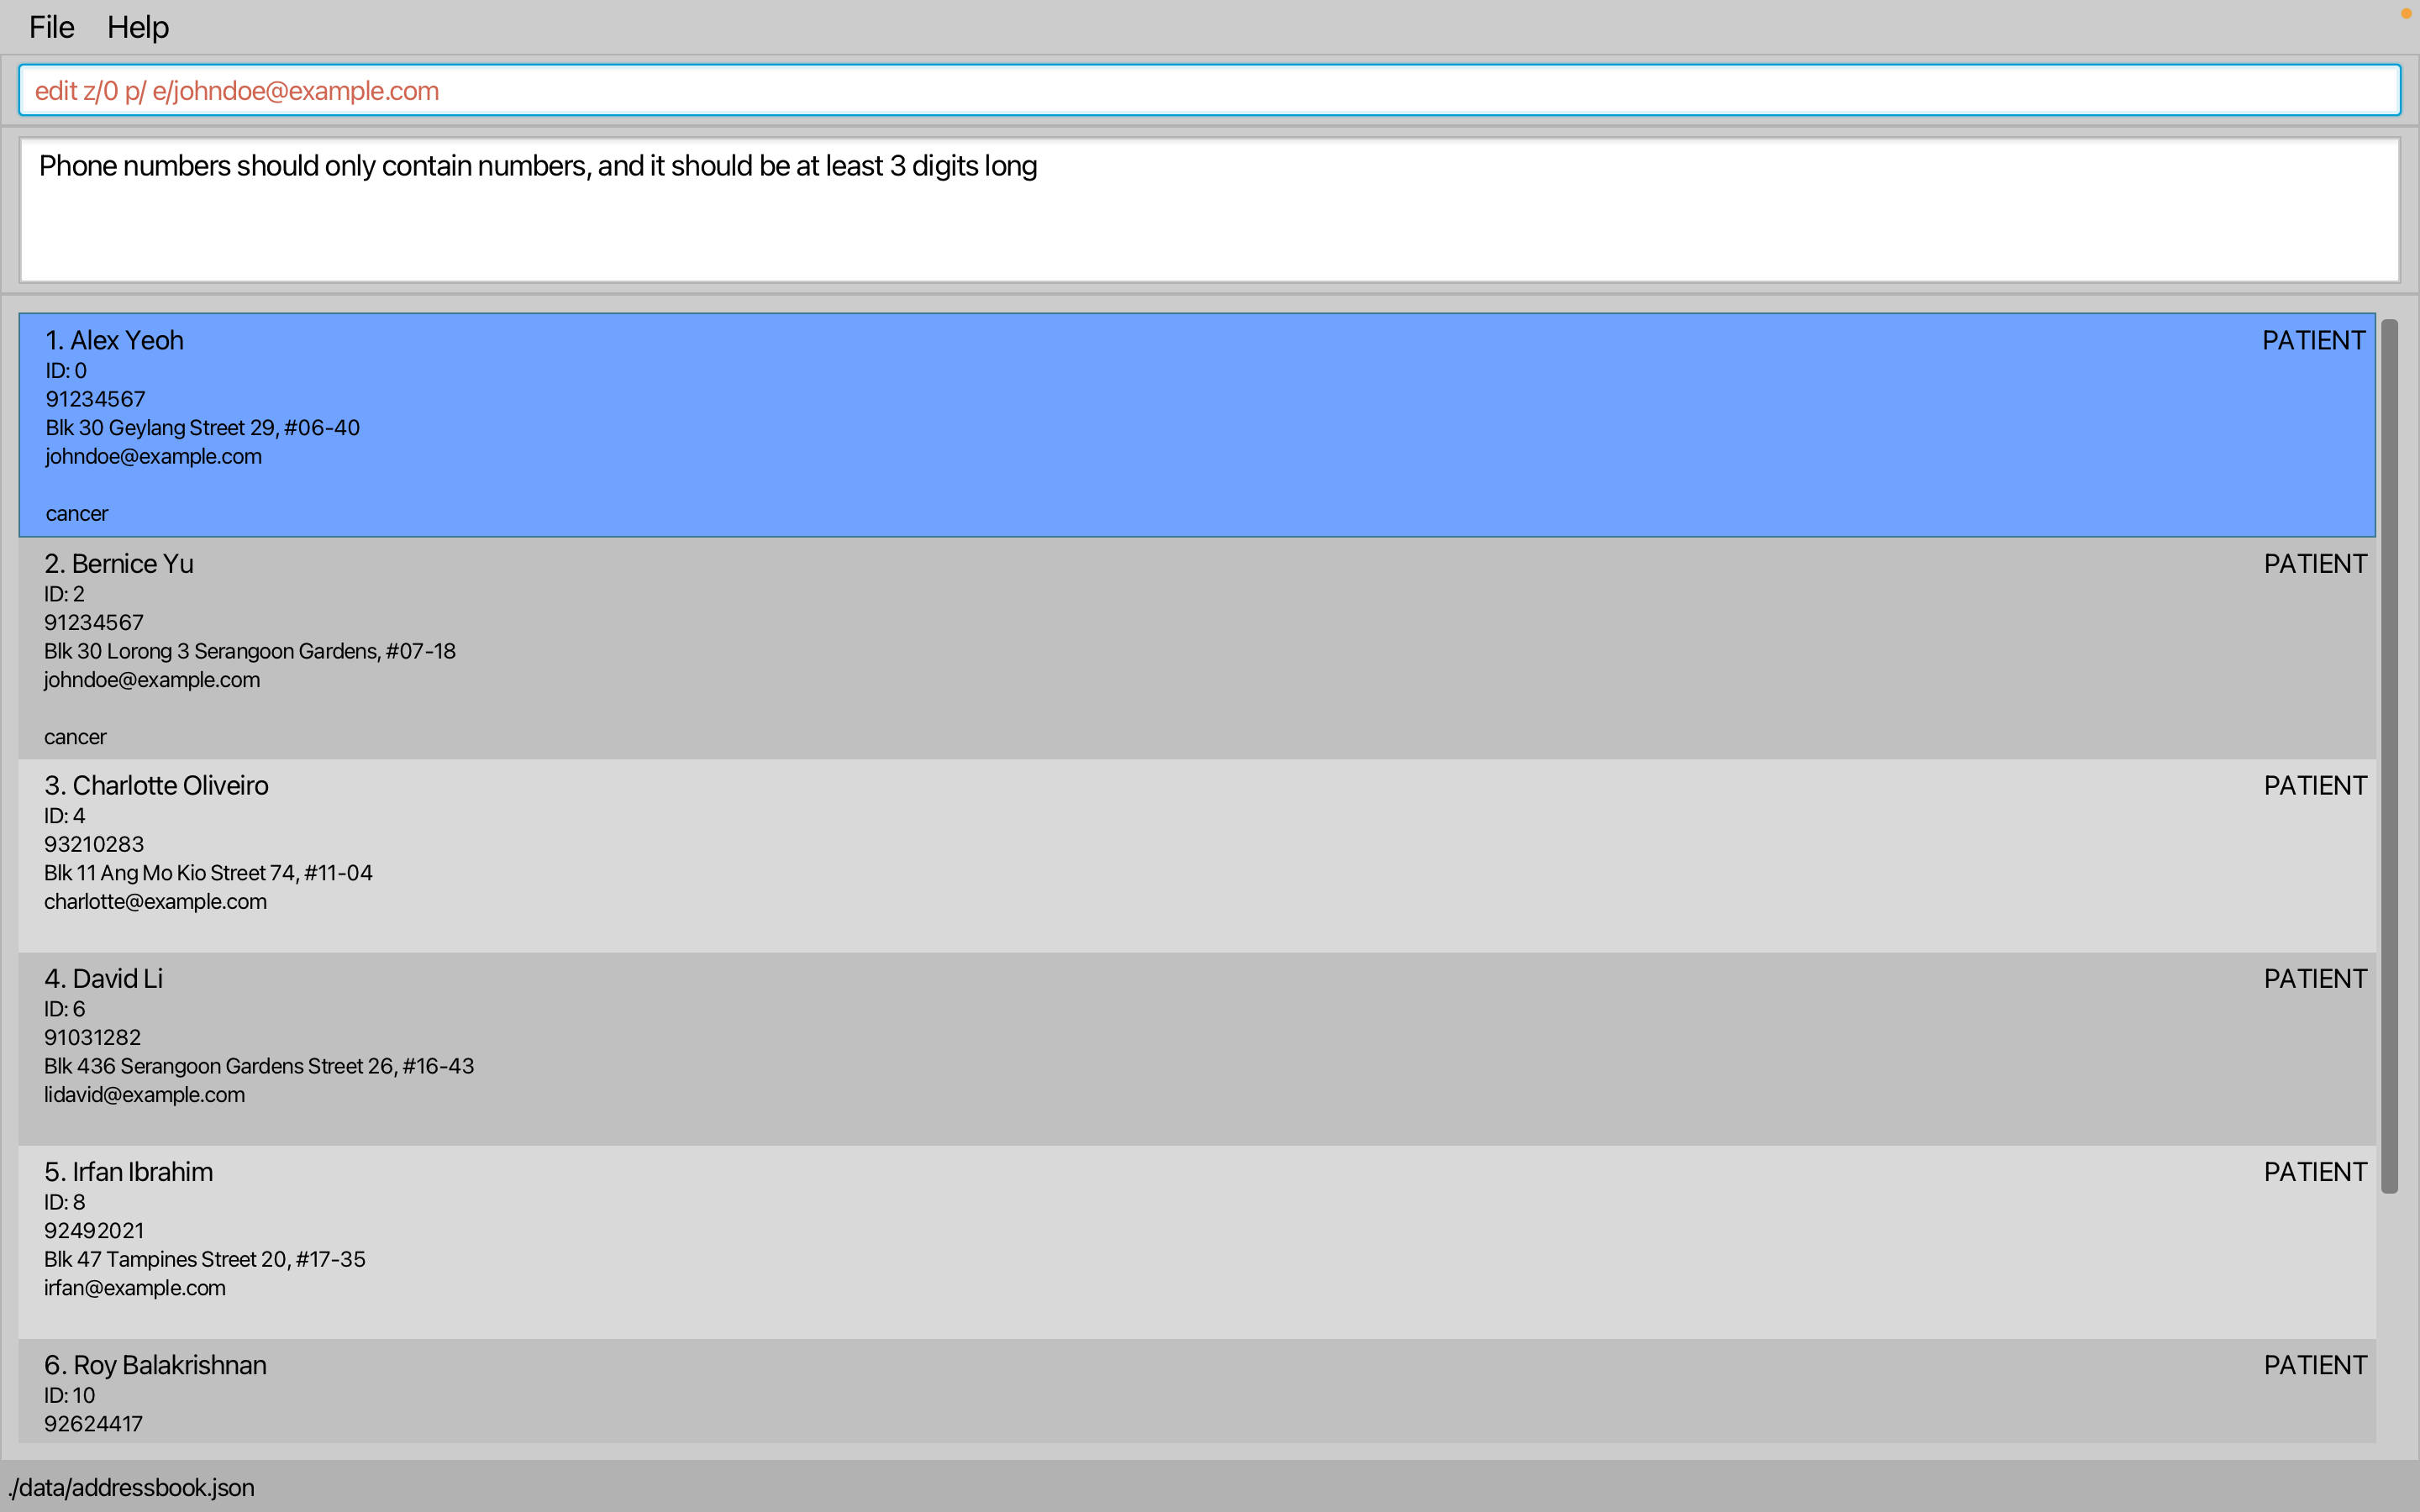 File Help
edit z/0 p/ e/johndoe@example.com
Phone numbers should only contain numbers, and it should be at least 3 digits long
1. Alex Yeoh PATIENT
ID: 0
91234567
Blk 30 Geylang Street 29, #06-40
johndoe@example.com
cancer
2. Bernice Yu PATIENT
ID: 2
91234567
Blk 30 Lorong 3 Serangoon Gardens, #07-18
johndoe@example.com
cancer
3. Charlotte Oliveiro PATIENT
ID: 4
93210283
Blk 11 Ang Mo Kio Street 74, #11-04
charlotte@example.com
4. David Li PATIENT
ID: 6
91031282
Blk 436 Serangoon Gardens Street 26, #16-43
lidavid@example.com
5. Irfan Ibrahim PATIENT
ID: 8
92492021
Blk 47 Tampines Street 20, #17-35
irfan@example.com
6. Roy Balakrishnan PATIENT
ID: 10
92624417
./data/addressbook.json